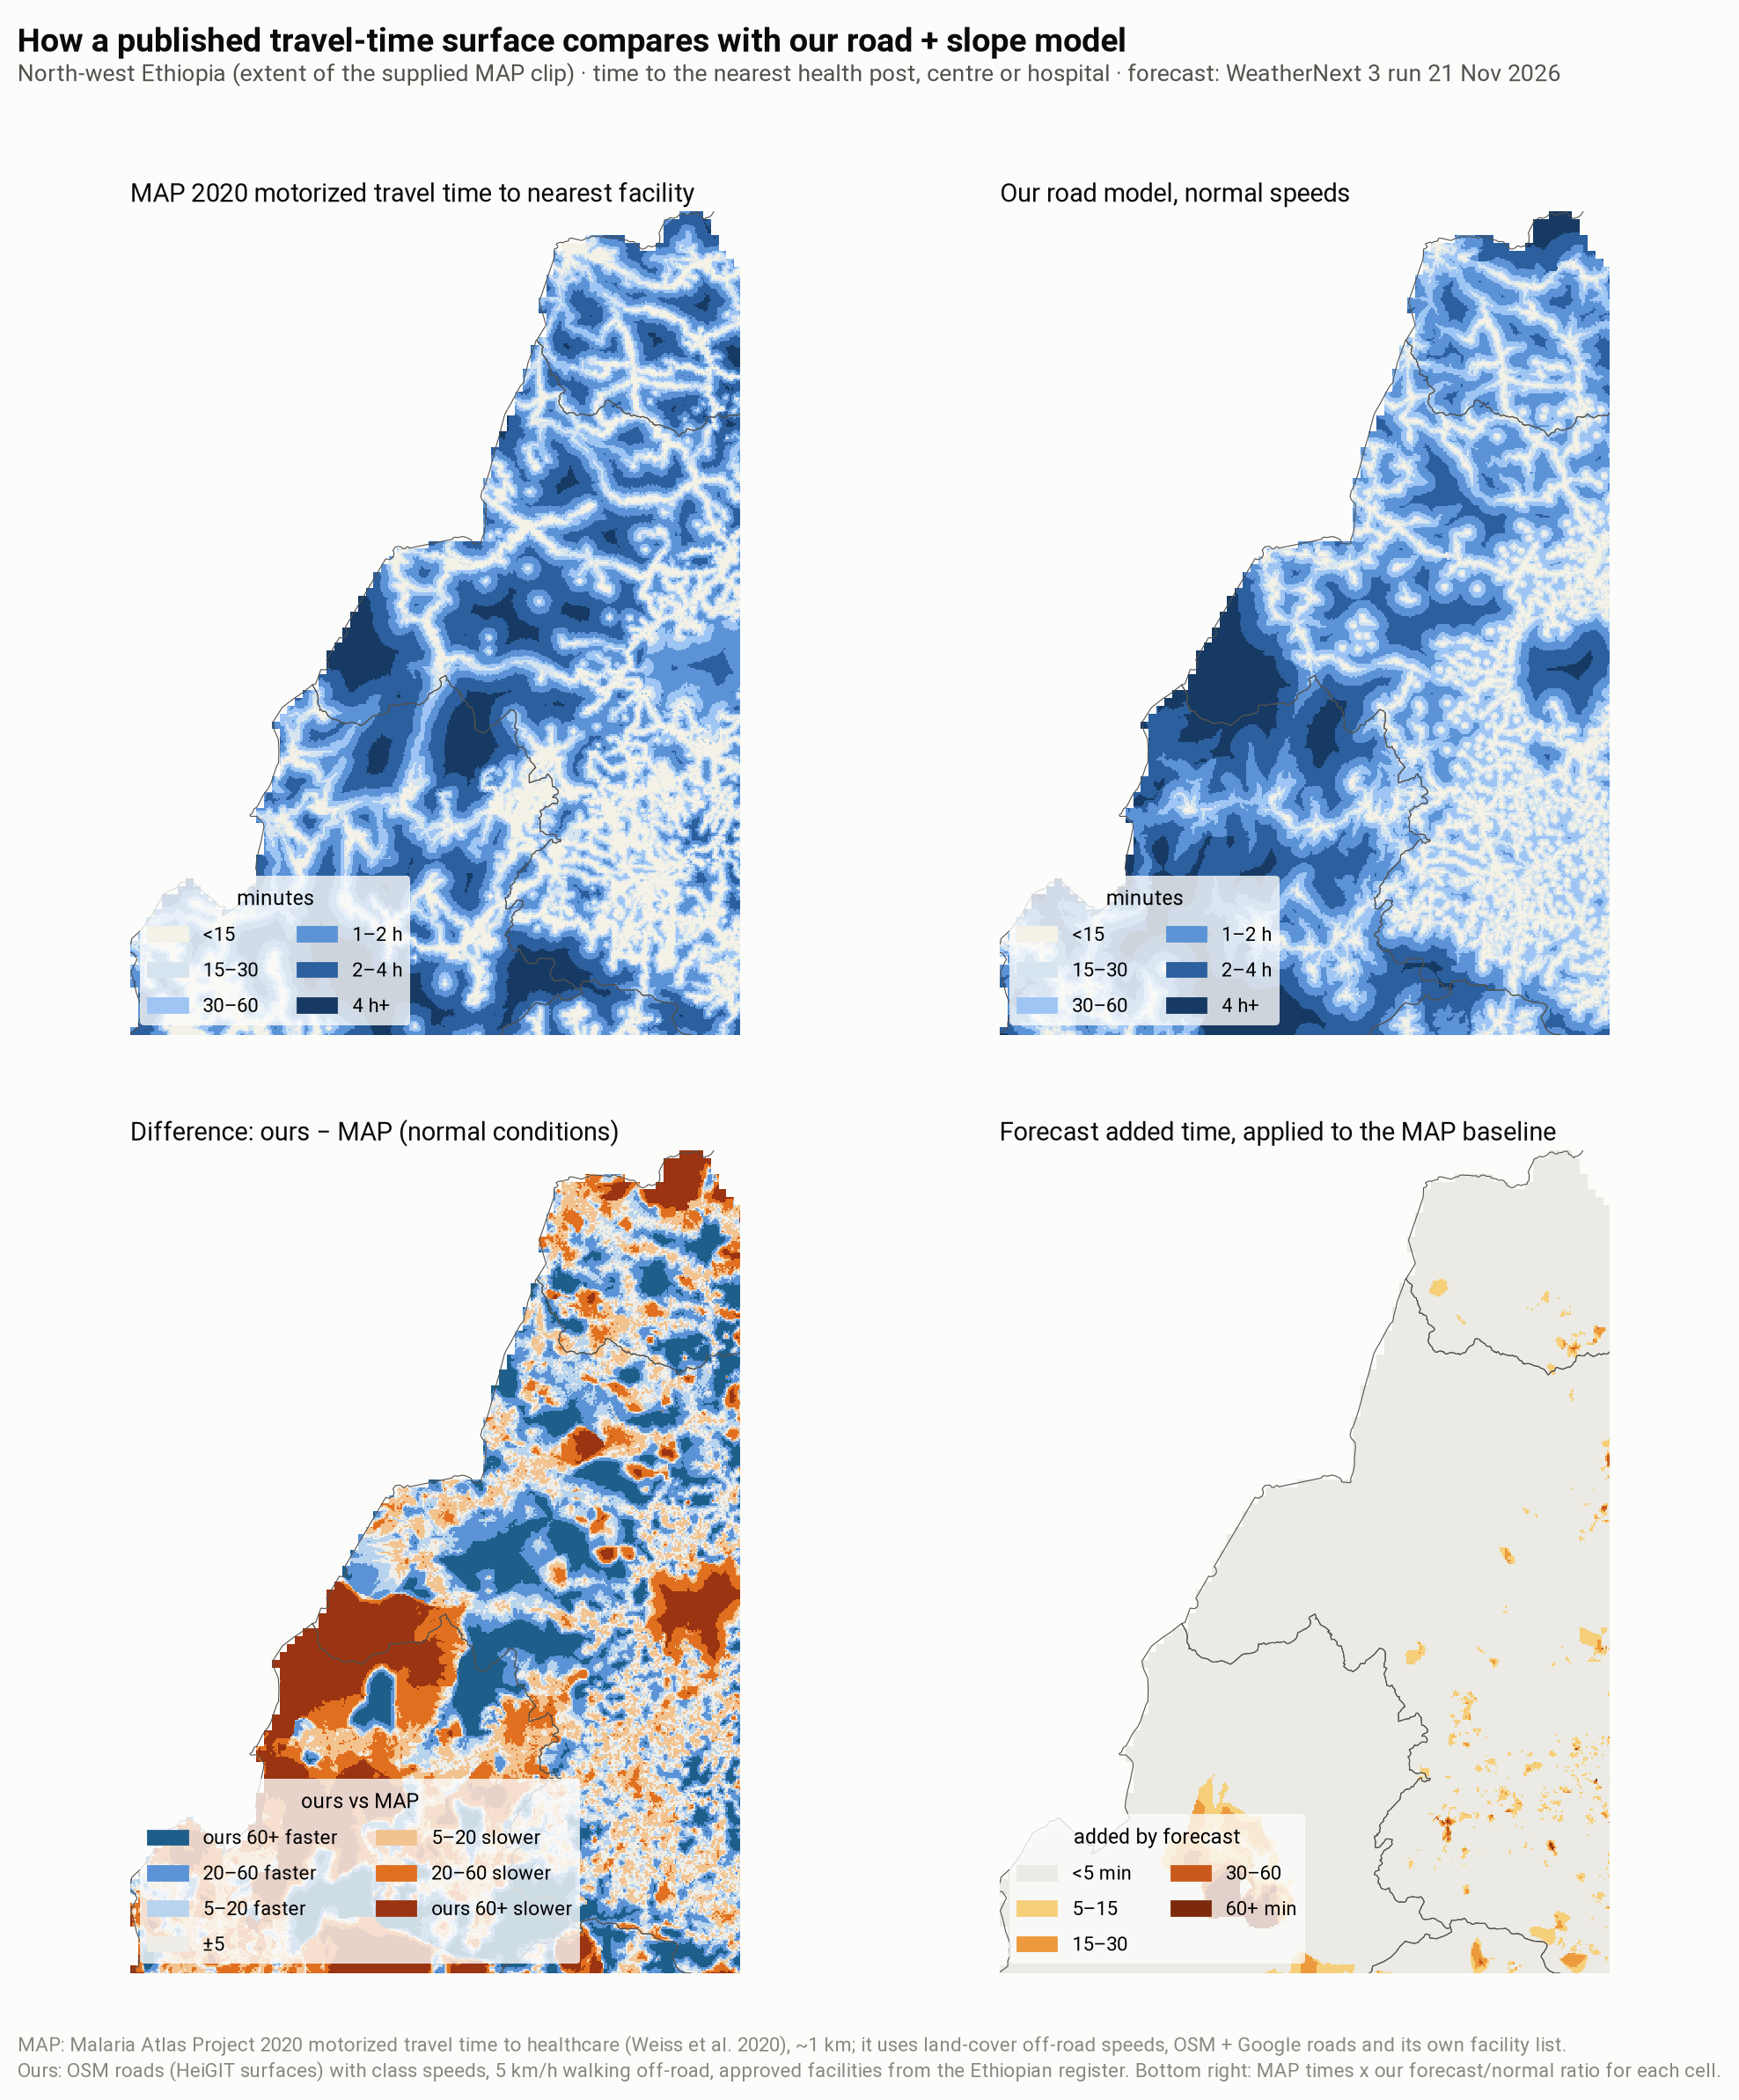 How a published travel-time surface compares with our road + slope model
North-west Ethiopia (extent of the supplied MAP clip) · time to the nearest health post, centre or hospital · forecast: WeatherNext 3 run 21 Nov 2026
MAP 2020 motorized travel time to nearest facility
minutes
<15
15–30
30–60
1–2 h
2–4 h
4 h+
Our road model, normal speeds
minutes
<15
15–30
30–60
1–2 h
2–4 h
4 h+
Difference: ours − MAP (normal conditions)
ours vs MAP
ours 60+ faster
20–60 faster
5–20 faster
±5
5–20 slower
20–60 slower
ours 60+ slower
Forecast added time, applied to the MAP baseline
added by forecast
<5 min
5–15
15–30
30–60
60+ min
MAP: Malaria Atlas Project 2020 motorized travel time to healthcare (Weiss et al. 2020), ~1 km; it uses land-cover off-road speeds, OSM + Google roads and its own facility list.
Ours: OSM roads (HeiGIT surfaces) with class speeds, 5 km/h walking off-road, approved facilities from the Ethiopian register. Bottom right: MAP times x our forecast/normal ratio for each cell.